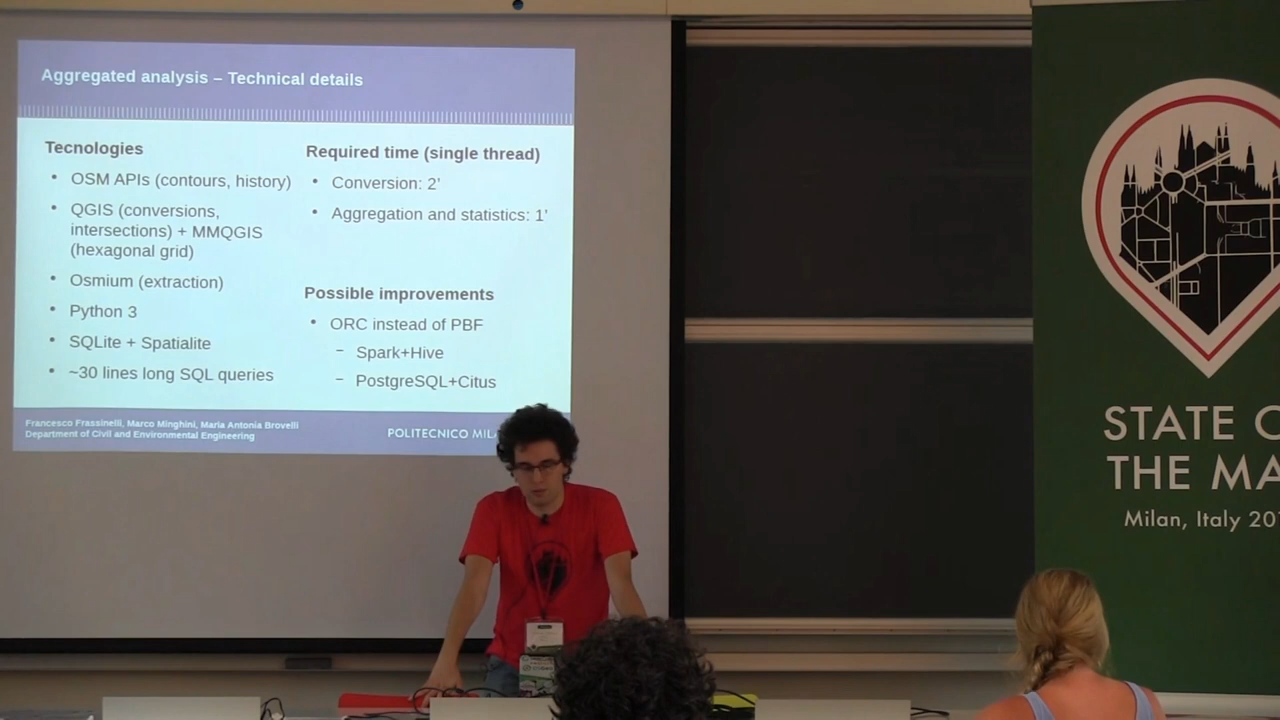 Aggregated analysis – Technical details
Tecnologies
• OSM APIs (contours, history)
• QGIS (conversions,
intersections) + MMQGIS
(hexagonal grid)
• Osmium (extraction)
• Python 3
• SQLite + Spatialite
• ~30 lines long SQL queries
Required time (single thread)
• Conversion: 2'
• Aggregation and statistics: 1'
Possible improvements
• ORC instead of PBF
– Spark+Hive
– PostgreSQL+Citus
Francesco Frassinelli, Marco Minghini, Maria Antonia Brovelli
Department of Civil and Environmental Engineering
POLITECNICO
STATE
THE
Milan, Italy